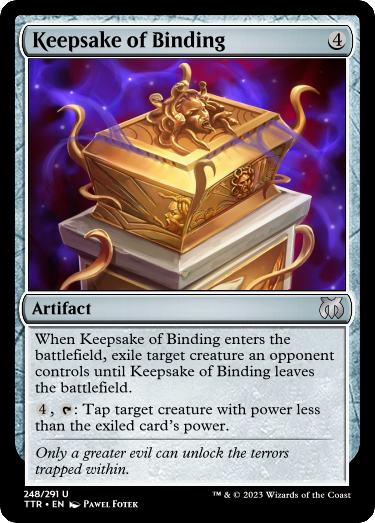 Keepsake of Binding 4
Artifact
When Keepsake of Binding enters the
battlefield, exile target creature an opponent
controls until Keepsake of Binding leaves
the battlefield.
4, : Tap target creature with power less
than the exiled card's power.
Only a greater evil can unlock the terrors
trapped within.
248/291 U
TTR • EN Pawel Fotek
™ & © 2023 Wizards of the Coast